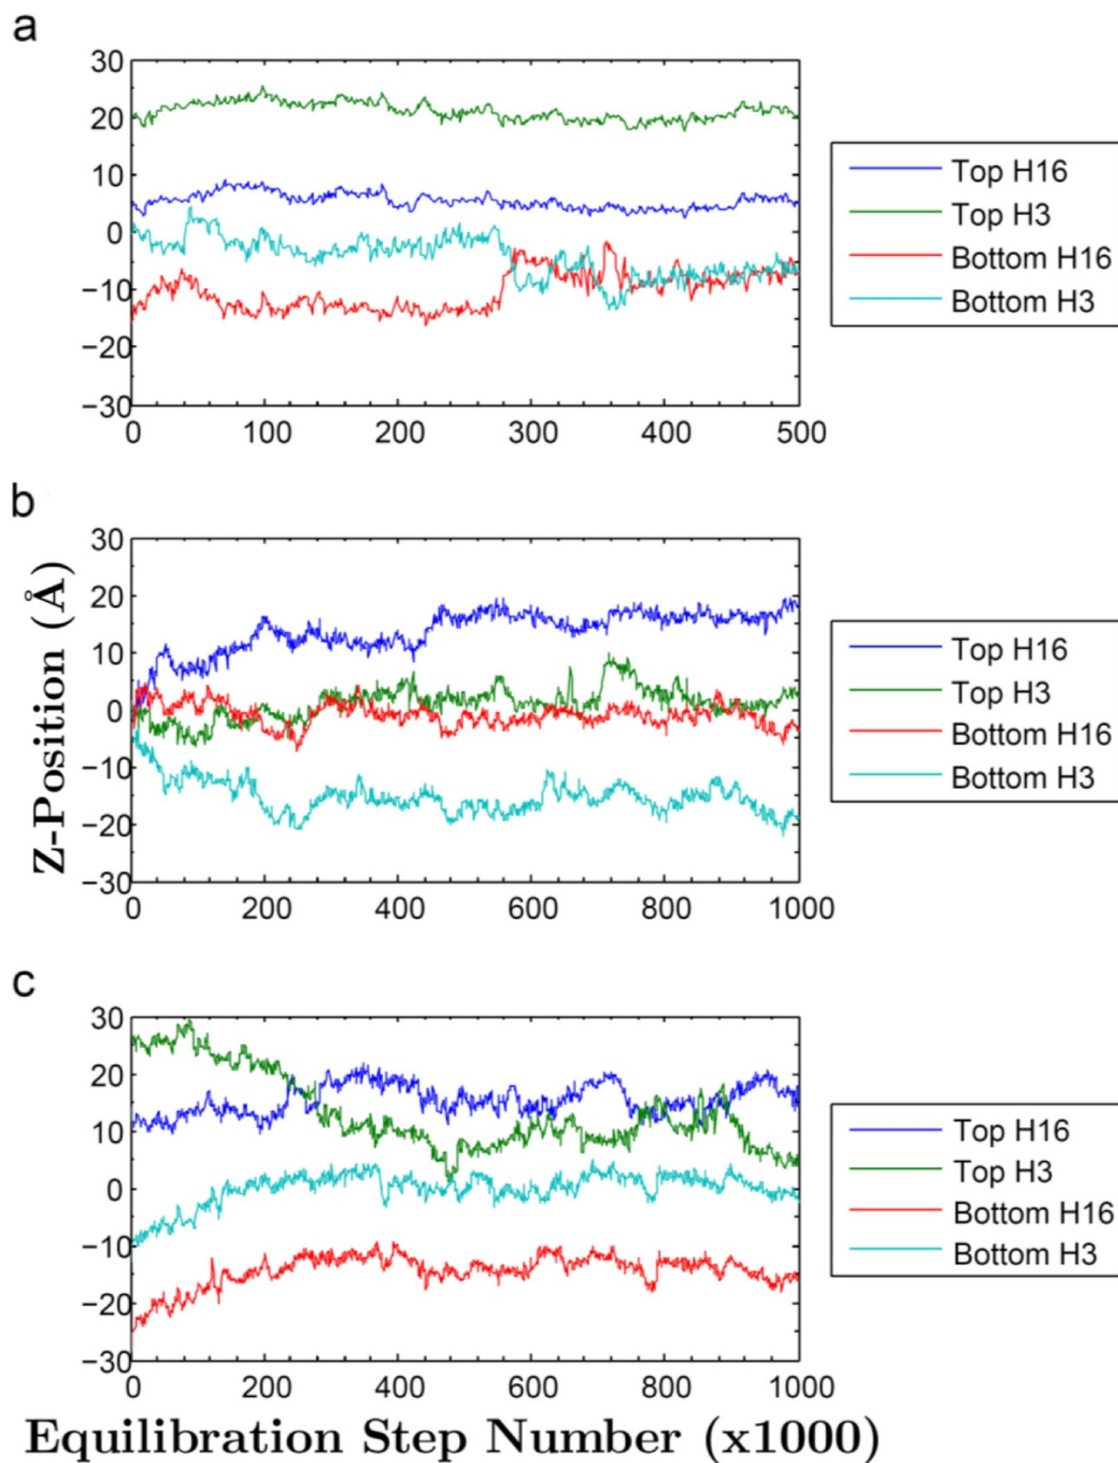 a
30
20
10
0
−10
−20
−30
0 100 200 300 400 500
Top H16
Top H3
Bottom H16
Bottom H3
b
Z-Position (Å)
30
20
10
0
−10
−20
−30
0 200 400 600 800 1000
Top H16
Top H3
Bottom H16
Bottom H3
c
30
20
10
0
−10
−20
−30
0 200 400 600 800 1000
Top H16
Top H3
Bottom H16
Bottom H3
Equilibration Step Number (x1000)